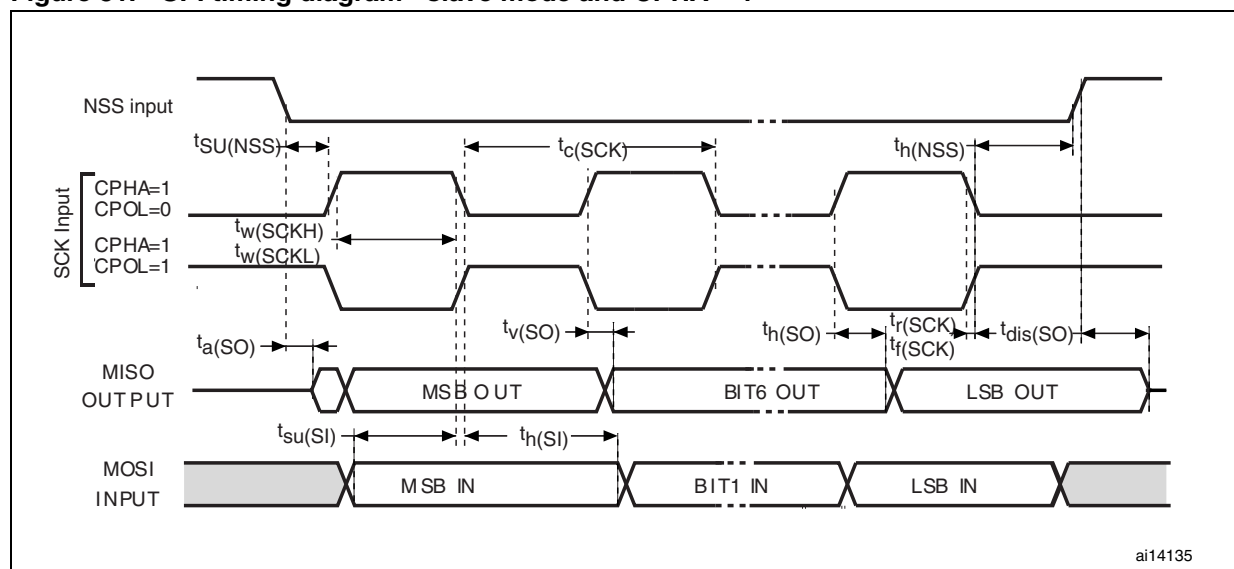 NSS input
tSU(NSS)
tc(SCK)
th(NSS)
SCK Input
CPHA=1
CPOL=0
tw(SCKH)
CPHA=1
tw(SCKL)
CPOL=1
tv(SO)
th(SO)
tr(SCK)
tf(SCK)
tdis(SO)
ta(SO)
MISO
OUTPUT
MSB OUT
BIT6 OUT
LSB OUT
tsu(SI)
th(SI)
MOSI
INPUT
MSB IN
BIT1 IN
LSB IN
ai14135